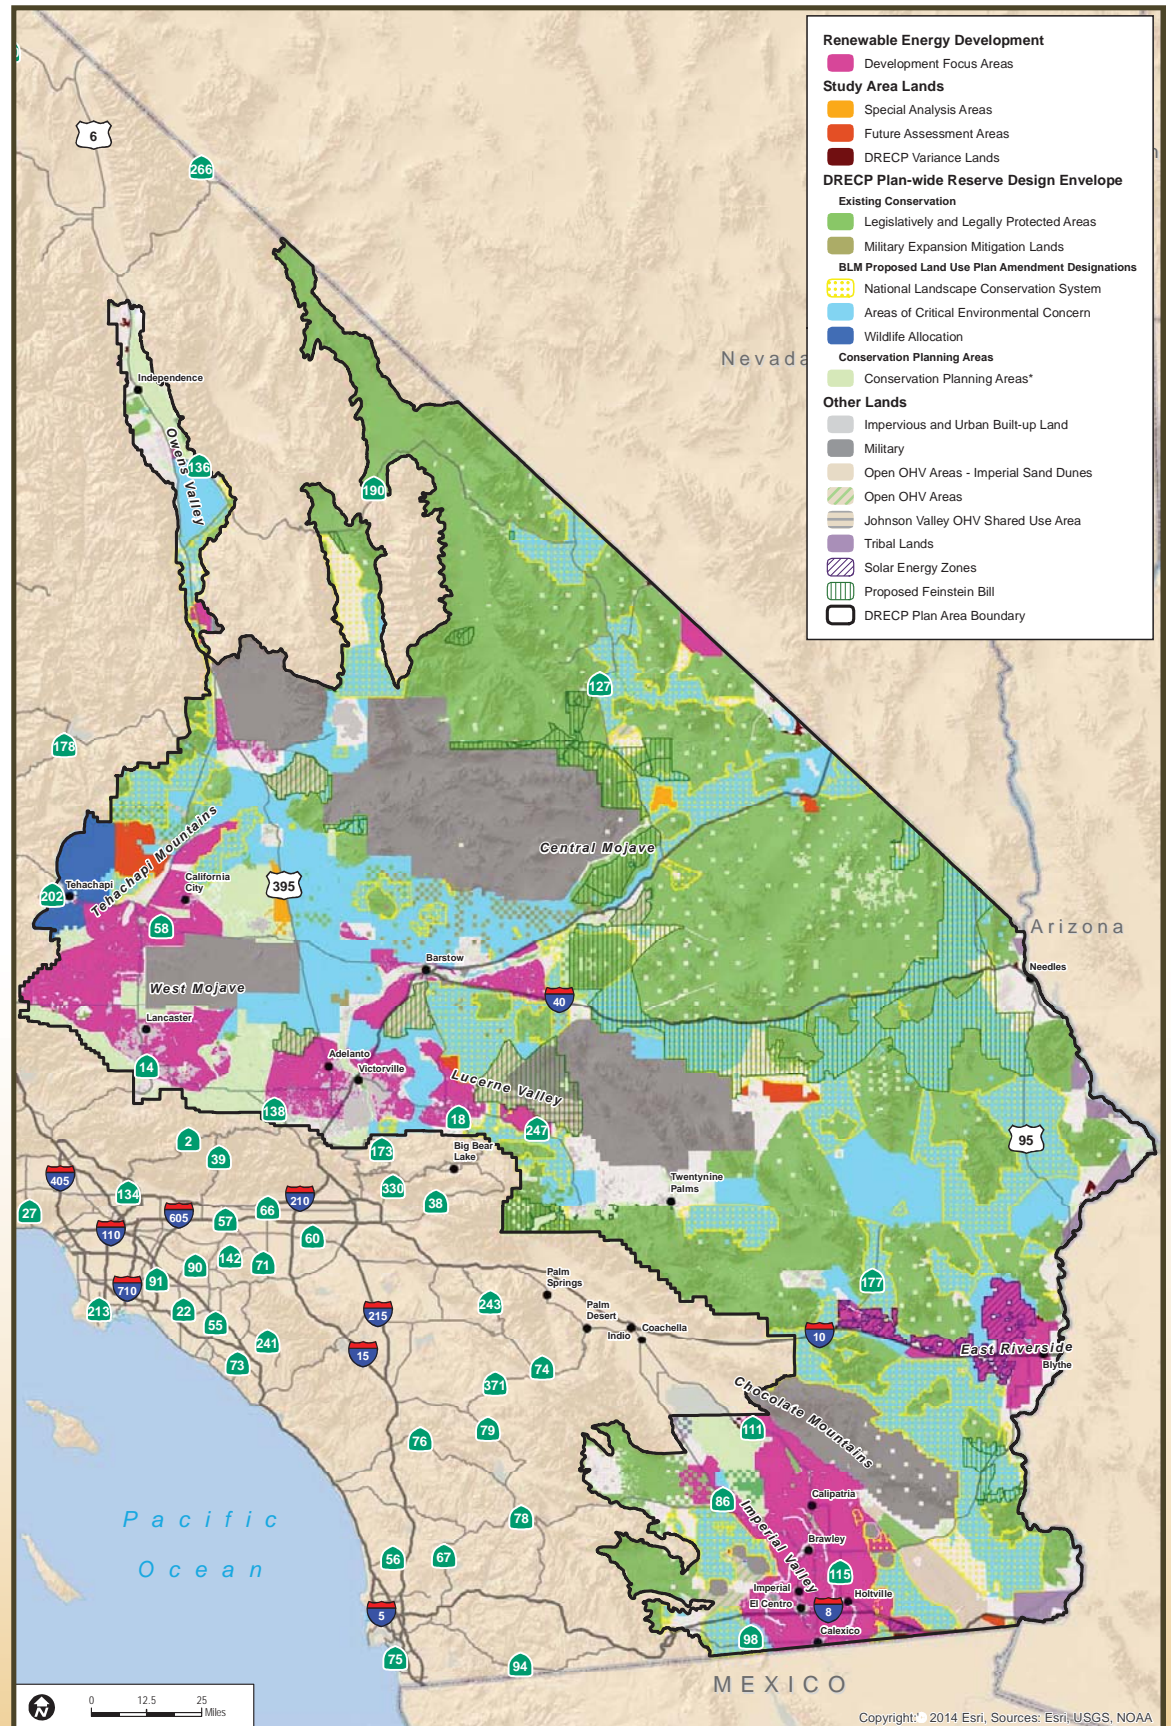 Renewable Energy Development
Development Focus Areas
Study Area Lands
Special Analysis Areas
Future Assessment Areas
DRECP Variance Lands
DRECP Plan-wide Reserve Design Envelope
Existing Conservation
Legislatively and Legally Protected Areas
Military Expansion Mitigation Lands
BLM Proposed Land Use Plan Amendment Designations
National Landscape Conservation System
Areas of Critical Environmental Concern
Wildlife Allocation
Conservation Planning Areas
Conservation Planning Areas*
Other Lands
Impervious and Urban Built-up Land
Military
Open OHV Areas - Imperial Sand Dunes
Open OHV Areas
Johnson Valley OHV Shared Use Area
Tribal Lands
Solar Energy Zones
Proposed Feinstein Bill
DRECP Plan Area Boundary
6
266
Nevada
Independence
Owens Valley
136
190
127
178
Tehachapi Mountains
Central Mojave
395
California
City
Tehachapi
202
58
Arizona
Barstow
Needles
West Mojave
40
Lancaster
Adelanto
Victorville
14
Lucerne Valley
138
18
247
2
39
173
Big Bear
Lake
95
405
134
330
38
Twentynine
Palms
27
110
605
57
66
210
60
90
142
71
710
91
213
22
55
241
73
Palm
Springs
243
215
Palm
Desert
Coachella
Indio
177
10
15
East Riverside
Blythe
74
371
Chocolate Mountains
76
79
111
86
Calipatria
Pacific
Ocean
78
Imperial Valley
Brawley
56
67
115
Imperial
Holtville
El Centro
8
5
98
Calexico
75
94
MEXICO
N
0 12.5 25
Miles
Copyright:© 2014 Esri, Sources: Esri, USGS, NOAA